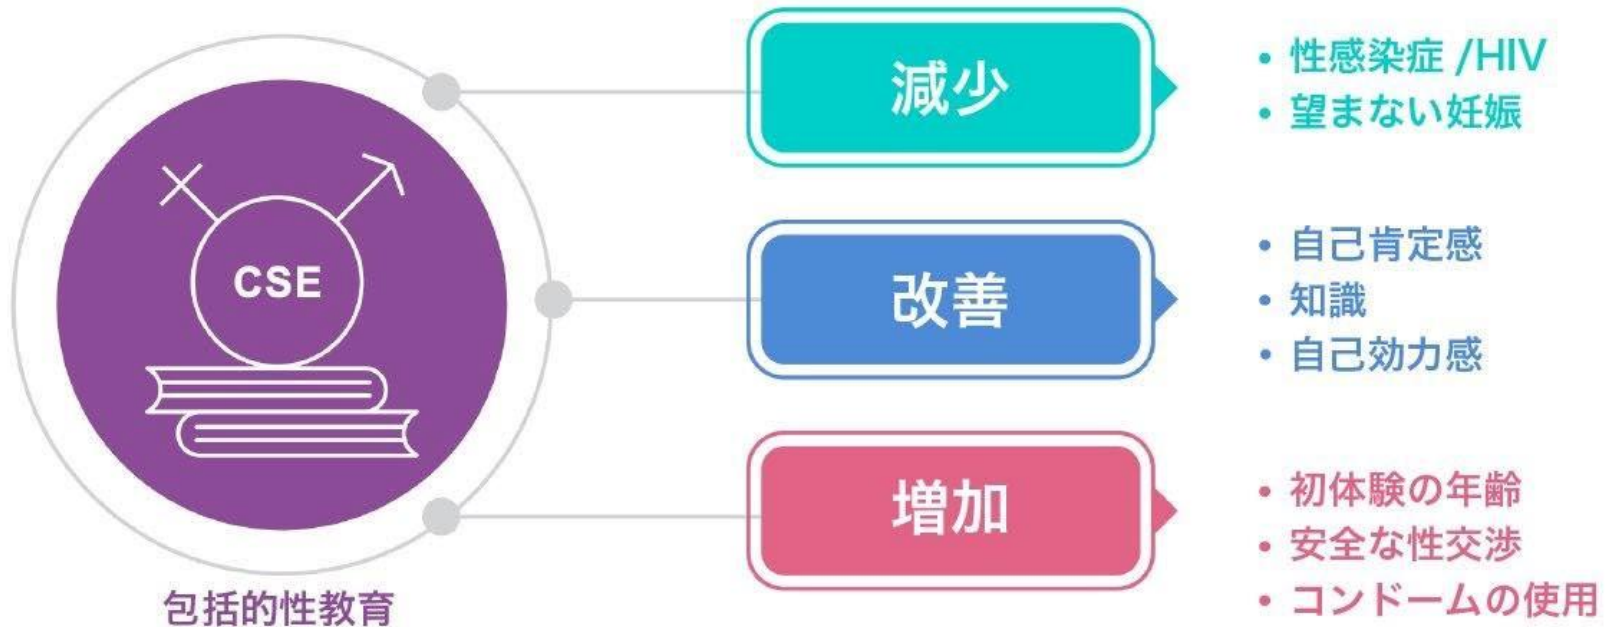 CSE
包括的性教育
減少
• 性感染症 /HIV
• 望まない妊娠
改善
• 自己肯定感
• 知識
• 自己効力感
増加
• 初体験の年齢
• 安全な性交渉
• コンドームの使用